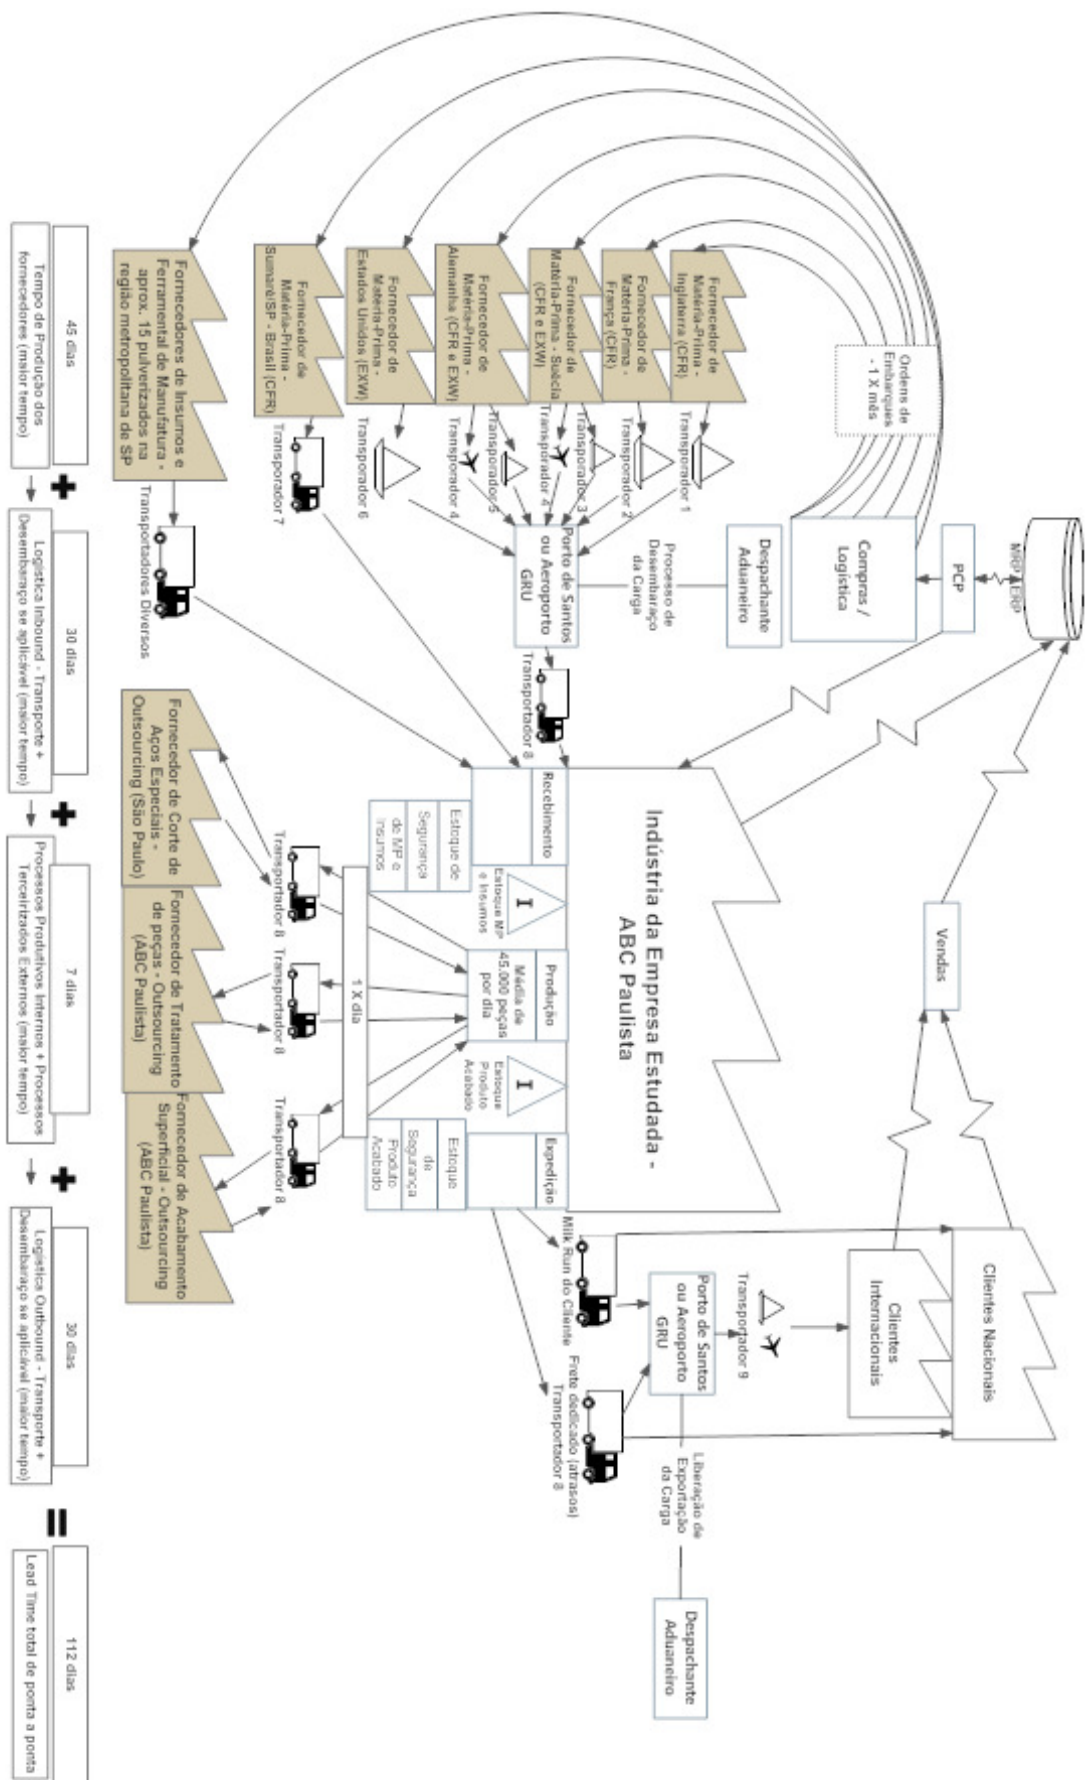 MRP / ERP
PCP
Compras /
Logística
Ordens de
Embarques
- 1 X mês
Vendas
Clientes Nacionais
Clientes
Internacionais
Fornecedor de
Matéria-Prima -
Inglaterra (CFR)
Fornecedor de
Matéria-Prima -
França (CFR)
Fornecedor de
Matéria-Prima - Suécia
(CFR e EXW)
Fornecedor de
Matéria-Prima -
Alemanha (CFR e EXW)
Fornecedor de
Matéria-Prima -
Estados Unidos (EXW)
Fornecedor de
Matéria-Prima -
Sumaré/SP - Brasil (CFR)
Fornecedores de Insumos e
Ferramental de Manufatura -
aprox. 15 pulverizados na
região metropolitana de SP
Transporador 1
Transporador 2
Transporador 3
Transporador 4
Transporador 5
Transporador 4
Transporador 6
Transporador 7
Transportadores Diversos
Despachante
Aduaneiro
Processo de
Desembaraço
da Carga
Porto de Santos
ou Aeroporto
GRU
Transportador 8
Indústria da Empresa Estudada -
ABC Paulista
Recebimento
Estoque de
Segurança
de MP e
Insumos
I
Estoque MP
e Insumos
Produção
Média de
45.000 peças
por dia
I
Estoque
Produto
Acabado
Expedição
Estoque
de
Segurança
Produto
Acabado
1 X dia
Transportador 8
Transportador 8
Transportador 8
Fornecedor de Corte de
Aços Especiais -
Outsourcing (São Paulo)
Fornecedor de Tratamento
de peças - Outsourcing
(ABC Paulista)
Fornecedor de Acabamento
Superficial - Outsourcing
(ABC Paulista)
Milk Run do Cliente
Frete dedicado (atrasos)
Transportador 8
Porto de Santos
ou Aeroporto
GRU
Transportador 9
Liberação de
Exportação
da Carga
Despachante
Aduaneiro
45 dias
Tempo de Produção dos
fornecedores (maior tempo)
+
30 dias
Logística Inbound - Transporte +
Desembaraço se aplicável (maior tempo)
+
7 dias
Processos Produtivos Internos + Processos
Terceirizados Externos (maior tempo)
+
30 dias
Logística Outbound - Transporte +
Desembaraço se aplicável (maior tempo)
=
112 dias
Lead Time total de ponta a ponta